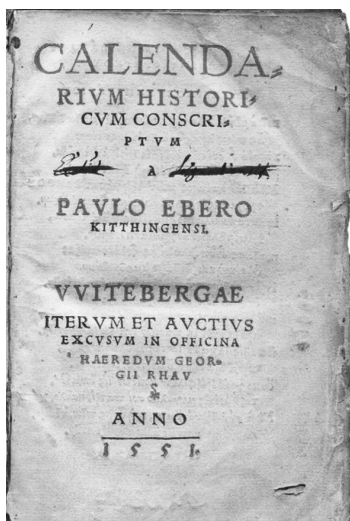 CALENDA⸗
RIVM HISTORI⸗
CVM CONSCRI⸗
PTVM
A
PAVLO EBERO
KITTHINGENSI.
VVITEBERGAE
ITERVM ET AVCTIVS
EXCVSVM IN OFFICINA
HAEREDVM GEOR⸗
GII RHAV
ANNO
1551.